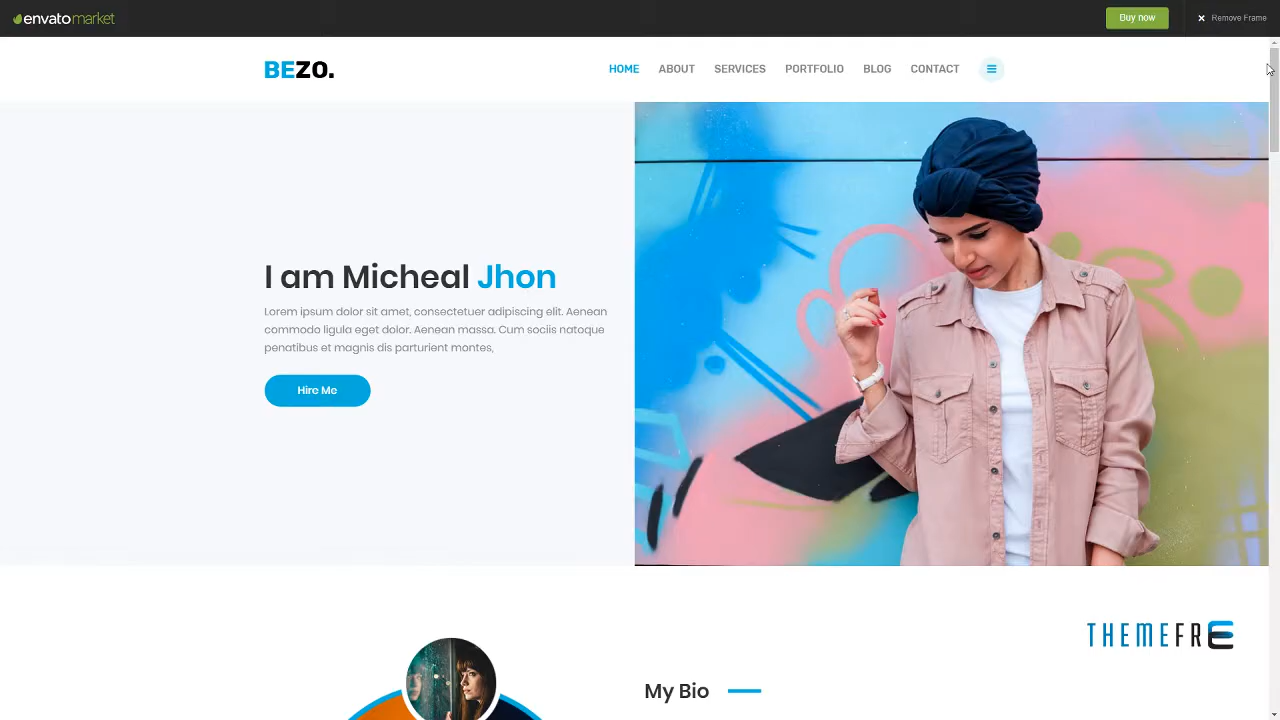 envatomarket
Buy now
Remove Frame
BEZO.
HOME ABOUT SERVICES PORTFOLIO BLOG CONTACT
I am Micheal Jhon
Lorem ipsum dolor sit amet, consectetuer adipiscing elit. Aenean
commodo ligula eget dolor. Aenean massa. Cum sociis natoque
penatibus et magnis dis parturient montes,
Hire Me
THEMEFRE
My Bio